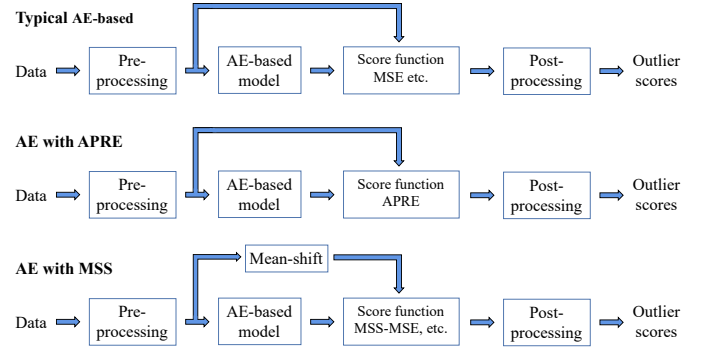 Typical AE-based
Data
Pre-
processing
AE-based
model
Score function
MSE etc.
Post-
processing
Outlier
scores
AE with APRE
Data
Pre-
processing
AE-based
model
Score function
APRE
Post-
processing
Outlier
scores
AE with MSS
Mean-shift
Data
Pre-
processing
AE-based
model
Score function
MSS-MSE, etc.
Post-
processing
Outlier
scores